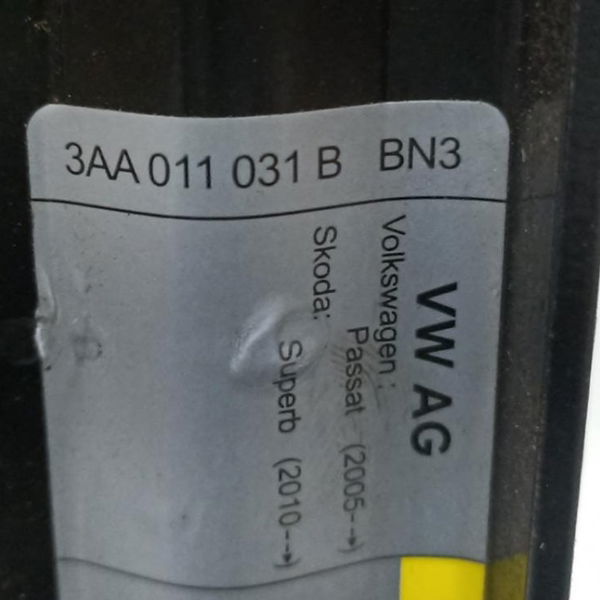 3AA 011 031 B BN3
VW AG
Volkswagen:
Passat (2005-->)
Skoda:
Superb (2010-->)